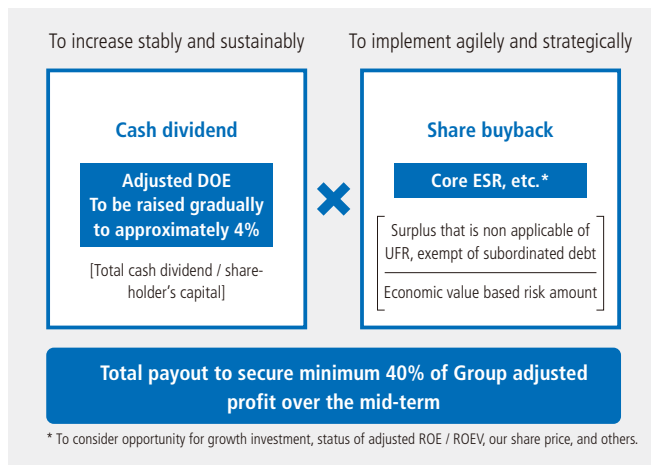 To increase stably and sustainably
To implement agilely and strategically
Cash dividend
Adjusted DOE
To be raised gradually
to approximately 4%
[Total cash dividend / share-
holder's capital]
Share buyback
Core ESR, etc.*
Surplus that is non applicable of
UFR, exempt of subordinated debt
Economic value based risk amount
Total payout to secure minimum 40% of Group adjusted
profit over the mid-term
* To consider opportunity for growth investment, status of adjusted ROE / ROEV, our share price, and others.